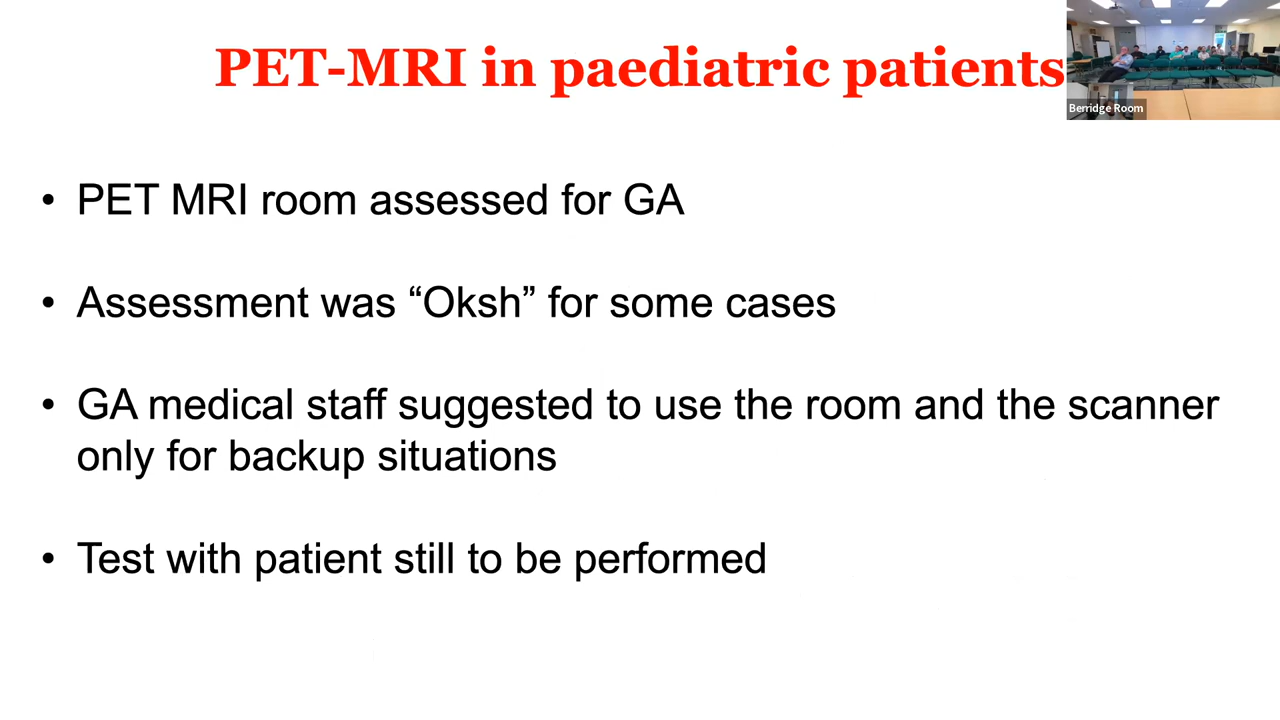 PET-MRI in paediatric patients
Berridge Room
• PET MRI room assessed for GA
• Assessment was “Oksh” for some cases
• GA medical staff suggested to use the room and the scanner
only for backup situations
• Test with patient still to be performed